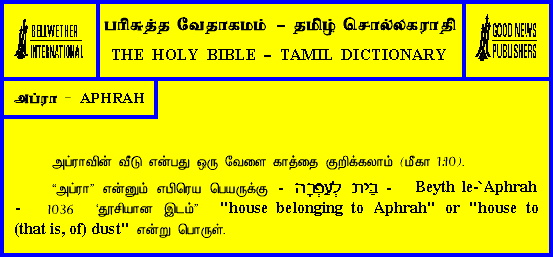 BELLWETHER
INTERNATIONAL
பரிசுத்த வேதாகமம் – தமிழ் சொல்லகராதி
THE HOLY BIBLE – TAMIL DICTIONARY
GOOD NEWS
PUBLISHERS
அப்ரா - APHRAH
அப்ராவின் வீடு என்பது ஒரு வேளை காத்தை குறிக்கலாம் (மீகா 1:10).
“அப்ரா” என்னும் எபிரெய பெயருக்கு - בֵּית לְעַפְרָה - Beyth le-`Aphrah
- 1036 ‘தூசியான இடம்” "house belonging to Aphrah" or "house to
(that is, of) dust" என்று பொருள்.